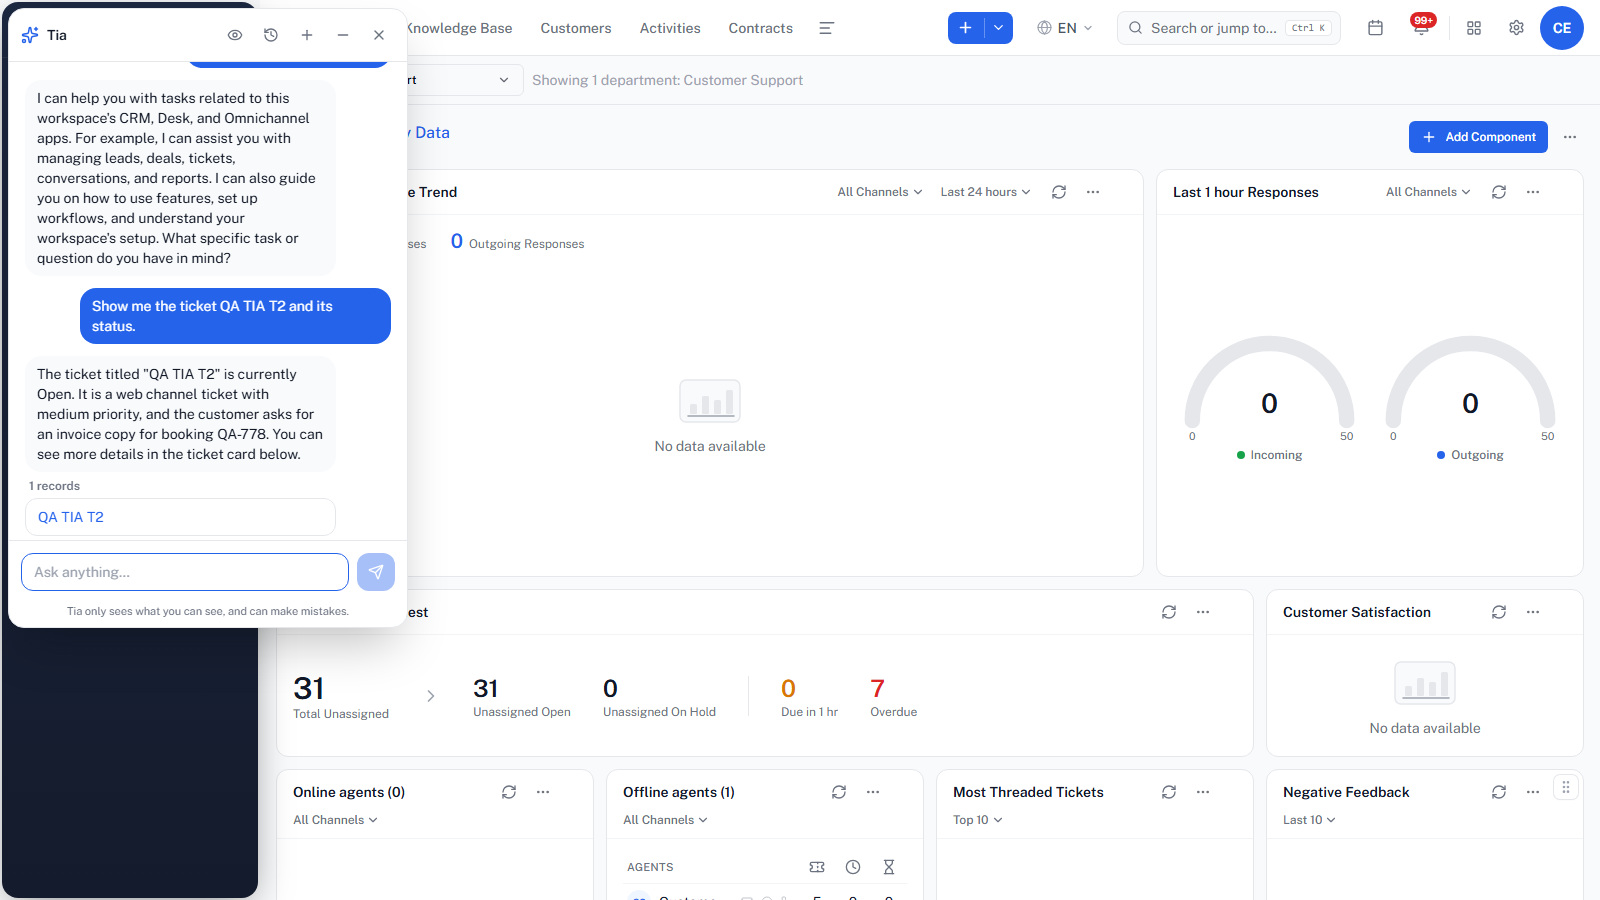 Tia
Knowledge Base
Customers
Activities
Contracts
EN
Search or jump to...
Ctrl K
99+
CE
Showing 1 department: Customer Support
Data
Add Component
I can help you with tasks related to this
workspace's CRM, Desk, and Omnichannel
apps. For example, I can assist you with
managing leads, deals, tickets,
conversations, and reports. I can also guide
you on how to use features, set up
workflows, and understand your
workspace's setup. What specific task or
question do you have in mind?
Show me the ticket QA TIA T2 and its
status.
The ticket titled "QA TIA T2" is currently
Open. It is a web channel ticket with
medium priority, and the customer asks for
an invoice copy for booking QA-778. You can
see more details in the ticket card below.
1 records
QA TIA T2
Ask anything...
Tia only sees what you can see, and can make mistakes.
Trend
All Channels
Last 24 hours
0 Outgoing Responses
No data available
Last 1 hour Responses
All Channels
0
0 50
Incoming
0
0 50
Outgoing
31
Total Unassigned
31
Unassigned Open
0
Unassigned On Hold
0
Due in 1 hr
7
Overdue
Customer Satisfaction
No data available
Online agents (0)
All Channels
Offline agents (1)
All Channels
AGENTS
Most Threaded Tickets
Top 10
Negative Feedback
Last 10